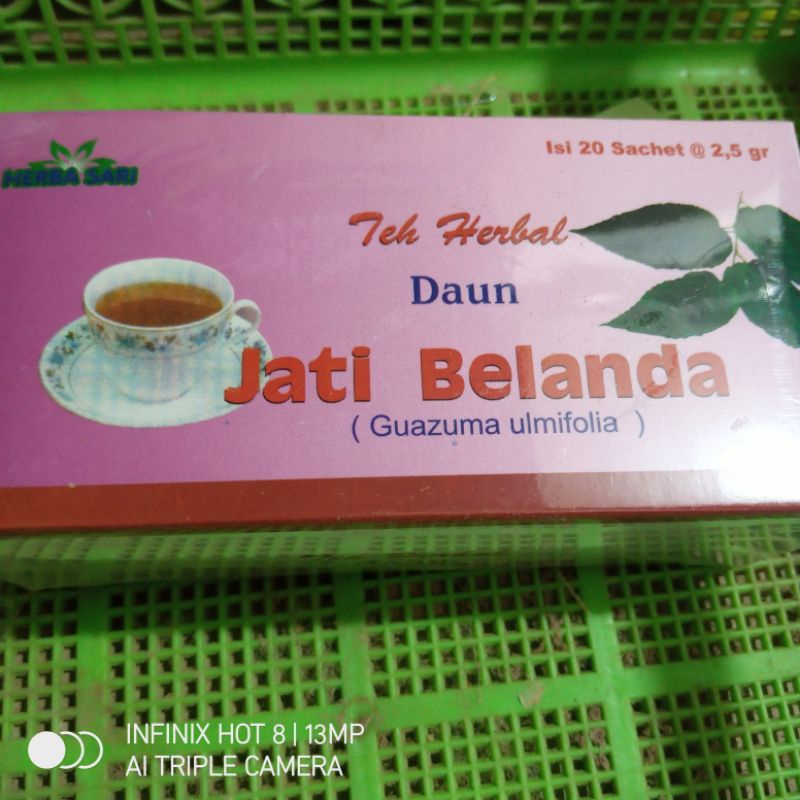 HERBA SARI
Isi 20 Sachet @ 2,5 gr
Teh Herbal
Daun
Jati Belanda
( Guazuma ulmifolia )
INFINIX HOT 8 | 13MP
AI TRIPLE CAMERA